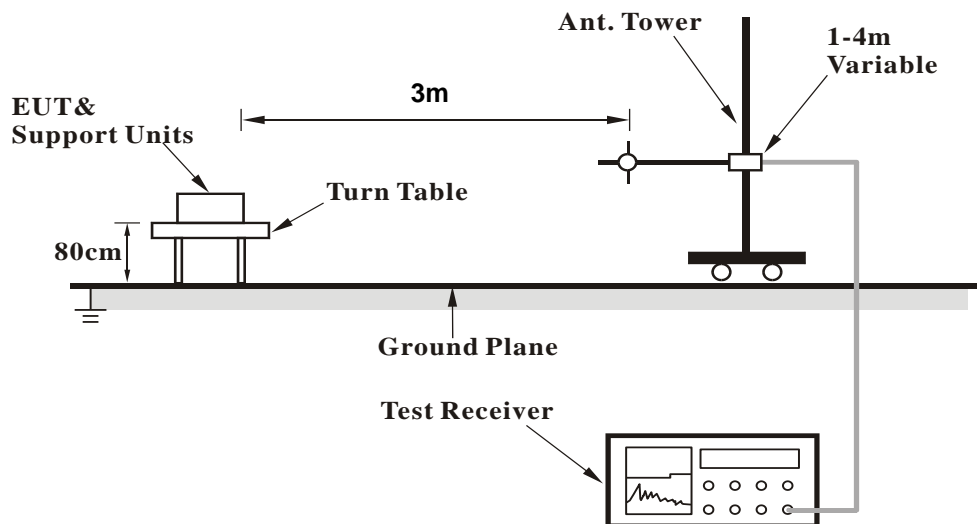 Ant. Tower
1-4m
Variable
3m
EUT&
Support Units
Turn Table
80cm
Ground Plane
Test Receiver